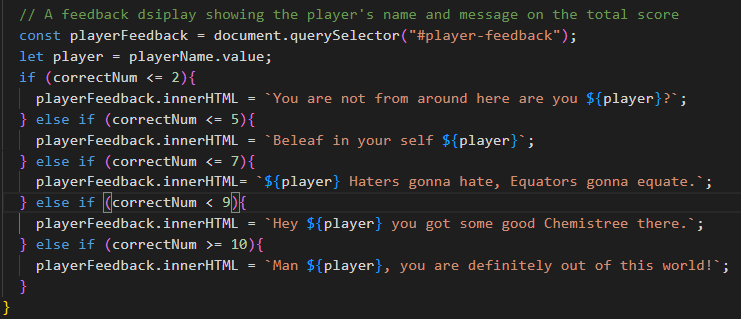 // A feedback dsiplay showing the player's name and message on the total score
const playerFeedback = document.querySelector("#player-feedback");
let player = playerName.value;
if (correctNum <= 2){
playerFeedback.innerHTML = `You are not from around here are you ${player}?`;
} else if (correctNum <= 5){
playerFeedback.innerHTML = `Beleaf in your self ${player}`;
} else if (correctNum <= 7){
playerFeedback.innerHTML= `${player} Haters gonna hate, Equators gonna equate.`;
} else if (correctNum < 9){
playerFeedback.innerHTML = `Hey ${player} you got some good Chemistree there.`;
} else if (correctNum >= 10){
playerFeedback.innerHTML = `Man ${player}, you are definitely out of this world!`;
}
}